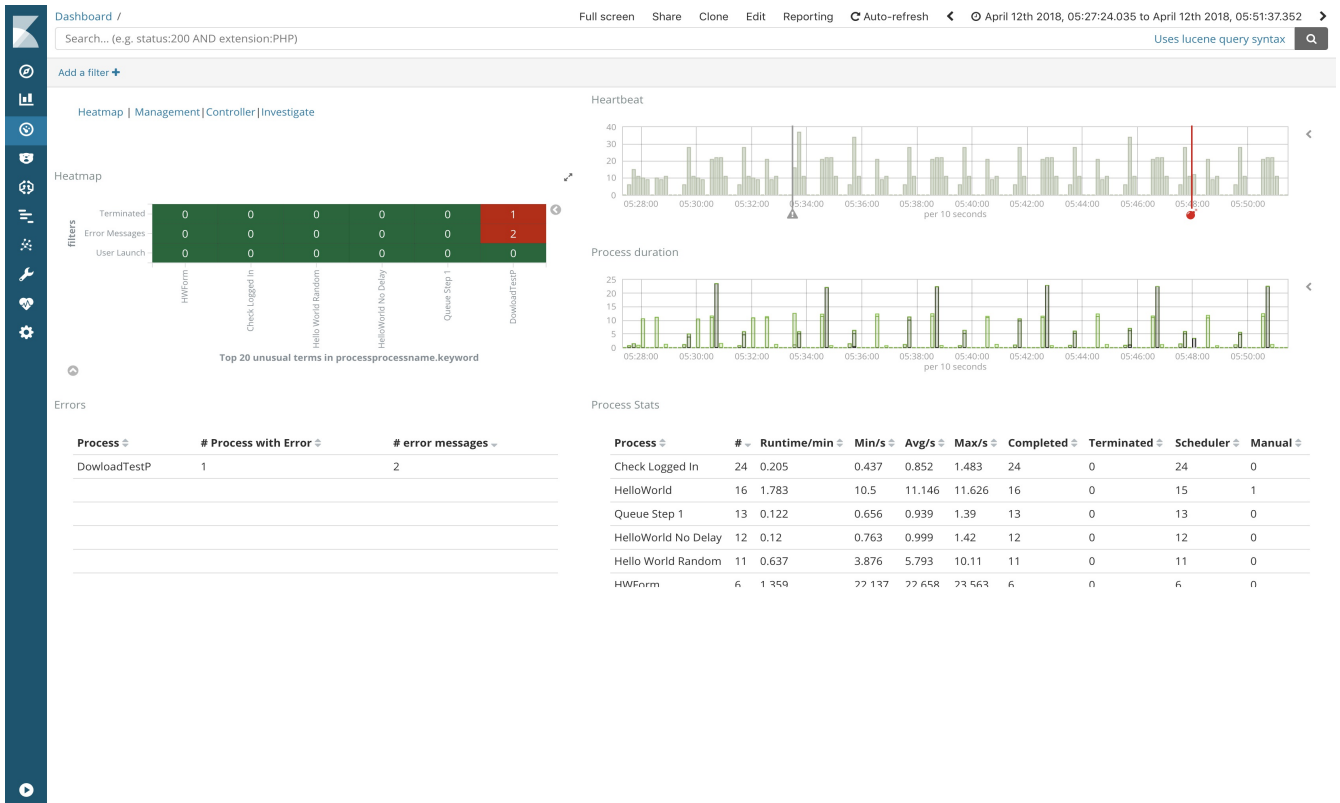 Dashboard / Full screen Share Clone Edit Reporting Auto-refresh April 12th 2018, 05:27:24.035 to April 12th 2018, 05:51:37.352
Search... (e.g. status:200 AND extension:PHP) Uses lucene query syntax
Add a filter +
Heatmap | Management|Controller|Investigate
Heatmap
filters
Terminated 0 0 0 0 0 1
Error Messages 0 0 0 0 0 2
User Launch 0 0 0 0 0 0
HWForm
Check Logged In
Hello World Random
HelloWorld No Delay
Queue Step 1
DowloadTestP
Top 20 unusual terms in processprocessname.keyword
Heartbeat
40
30
20
10
0
05:28:00 05:30:00 05:32:00 05:34:00 05:36:00 05:38:00 05:40:00 05:42:00 05:44:00 05:46:00 05:48:00 05:50:00
per 10 seconds
Process duration
25
20
15
10
5
0
05:28:00 05:30:00 05:32:00 05:34:00 05:36:00 05:38:00 05:40:00 05:42:00 05:44:00 05:46:00 05:48:00 05:50:00
per 10 seconds
Errors
Process # Process with Error # error messages
DowloadTestP 1 2
Process Stats
Process # Runtime/min Min/s Avg/s Max/s Completed Terminated Scheduler Manual
Check Logged In 24 0.205 0.437 0.852 1.483 24 0 24 0
HelloWorld 16 1.783 10.5 11.146 11.626 16 0 15 1
Queue Step 1 13 0.122 0.656 0.939 1.39 13 0 13 0
HelloWorld No Delay 12 0.12 0.763 0.999 1.42 12 0 12 0
Hello World Random 11 0.637 3.876 5.793 10.11 11 0 11 0
HWForm 6 1.359 22.137 22.658 23.563 6 0 6 0